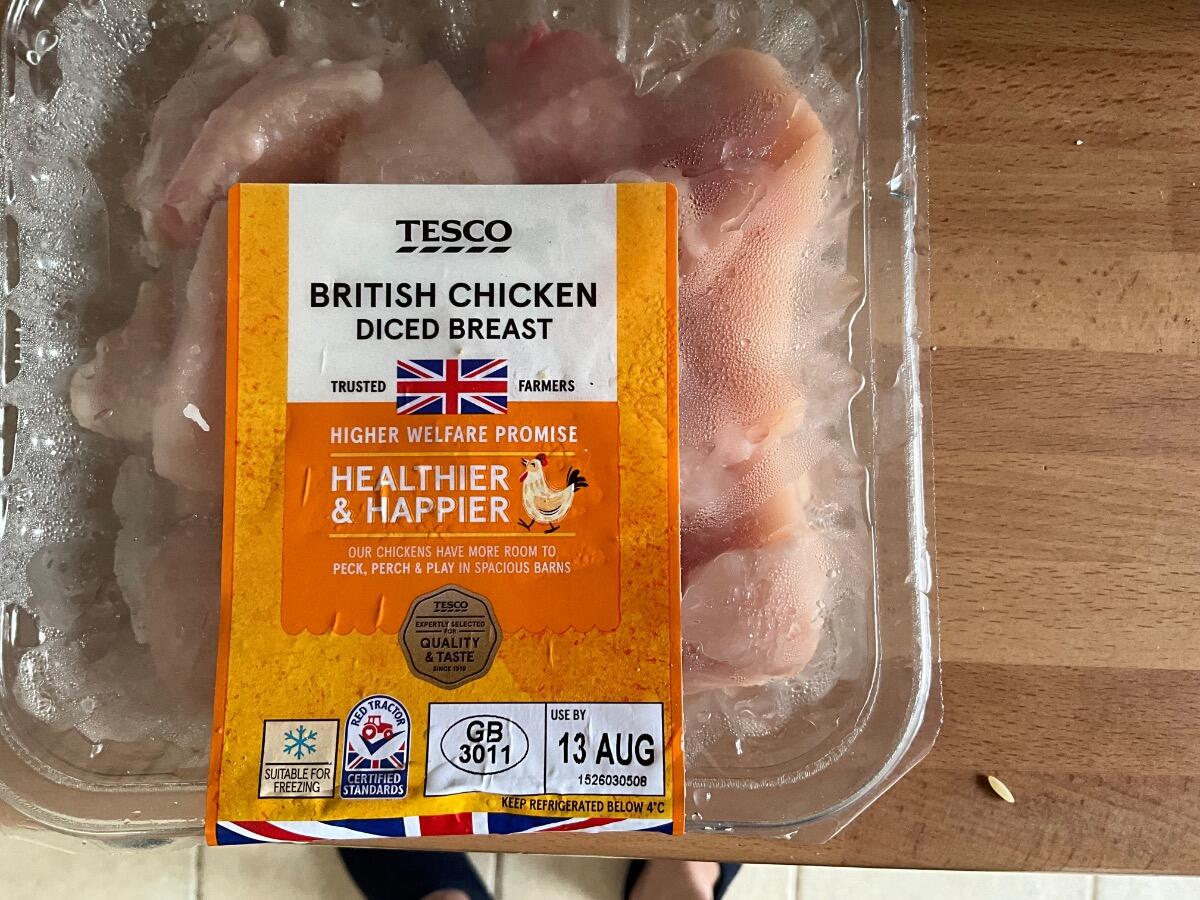 TESCO
BRITISH CHICKEN
DICED BREAST
TRUSTED FARMERS
HIGHER WELFARE PROMISE
HEALTHIER
& HAPPIER
OUR CHICKENS HAVE MORE ROOM TO
PECK, PERCH & PLAY IN SPACIOUS BARNS
TESCO
EXPERTLY SELECTED
FOR
QUALITY
& TASTE
SINCE 1919
SUITABLE FOR
FREEZING
RED TRACTOR
CERTIFIED
STANDARDS
GB
3011
USE BY
13 AUG
1526030508
KEEP REFRIGERATED BELOW 4°C